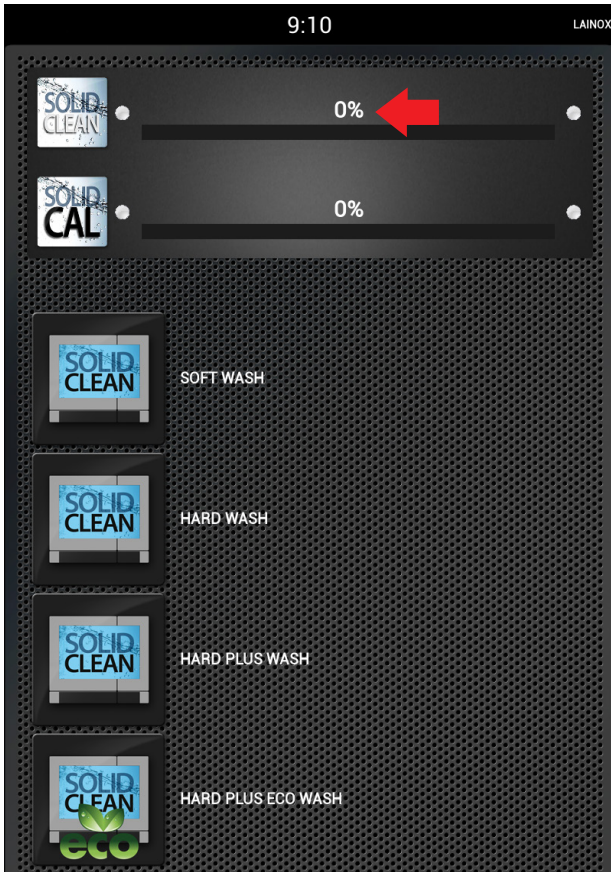 9:10
LAINOX
SOLID
CLEAN
0%
SOLID
CAL
0%
SOLID
CLEAN
SOFT WASH
SOLID
CLEAN
HARD WASH
SOLID
CLEAN
HARD PLUS WASH
SOLID
CLEAN
eco
HARD PLUS ECO WASH